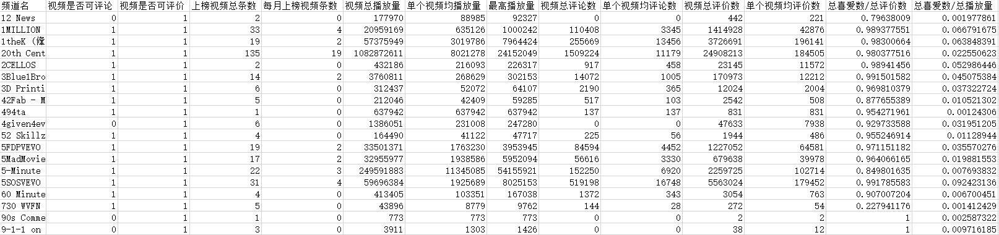 频道名 视频是否可评论 视频是否可评价 上榜视频总条数 每月上榜视频条数 视频总播放量 单个视频均播放量 最高播放量 视频总评论数 单个视频均评论数 视频总评价数 单个视频均评价数 总喜爱数/总评价数 总喜爱数/总播放量
12 News 0 1 2 0 177970 88985 92327 0 0 442 221 0.79638009 0.001977861
1MILLION 1 1 33 4 20959169 635126 1000242 110408 3345 1414928 42876 0.989377551 0.066791675
1theK ( 1 1 19 2 57375949 3019786 7964424 255669 13456 3726691 196141 0.98300664 0.063848391
20th Cent 1 1 135 19 1082872611 8021278 24152049 1509224 11179 24908213 184505 0.980377516 0.022550623
2CELLOS 1 1 2 0 432186 216093 226317 917 458 23145 11572 0.98941456 0.052986446
3Blue1Bro 1 1 14 2 3760811 268629 302153 14072 1005 170973 12212 0.991501582 0.045075384
3D Printi 1 1 6 0 312437 52072 64107 2190 365 12024 2004 0.969810379 0.037322724
42Fab - M 1 1 5 0 212046 42409 59285 517 103 2542 508 0.877655389 0.010521302
494ta 1 1 1 0 637942 637942 637942 137 137 831 831 0.954271961 0.00124306
4given4ev 0 1 6 0 1386051 231008 247280 0 0 47633 7938 0.929733588 0.031951205
52 Skillz 1 1 4 0 164490 41122 47717 225 56 1944 486 0.955246914 0.01128944
5FDPVEVO 1 1 19 2 33501371 1763230 3953945 84594 4452 1227052 64581 0.971151182 0.035570276
5MadMovie 1 1 17 2 32955977 1938586 5952094 56616 3330 679638 39978 0.964066165 0.019881553
5-Minute 1 1 22 3 249591883 11345085 54155921 152250 6920 2259725 102714 0.849801635 0.007693832
5SOSVEVO 1 1 31 4 59696384 1925689 8025153 519198 16748 5563024 179452 0.991785583 0.092423136
60 Minute 1 1 4 0 413405 103351 167038 1372 343 3054 763 0.907007204 0.006700451
730 WVFN 1 1 5 0 43896 8779 9762 144 28 272 54 0.227941176 0.001412429
90s Comme 0 1 1 0 773 773 773 0 0 2 2 1 0.002587322
9-1-1 on 0 1 3 0 3911 1303 1426 0 0 38 12 1 0.009716185